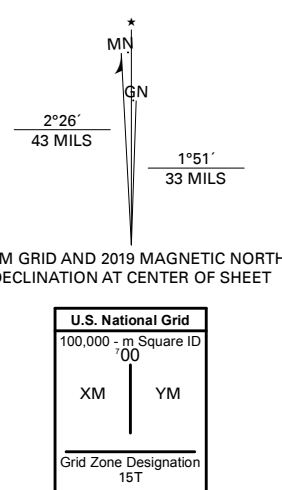 ★
MN
GN
2°26´
43 MILS
1°51´
33 MILS
M GRID AND 2019 MAGNETIC NORTH
DECLINATION AT CENTER OF SHEET
U.S. National Grid
100,000 - m Square ID
⁷00
XM YM
Grid Zone Designation
15T